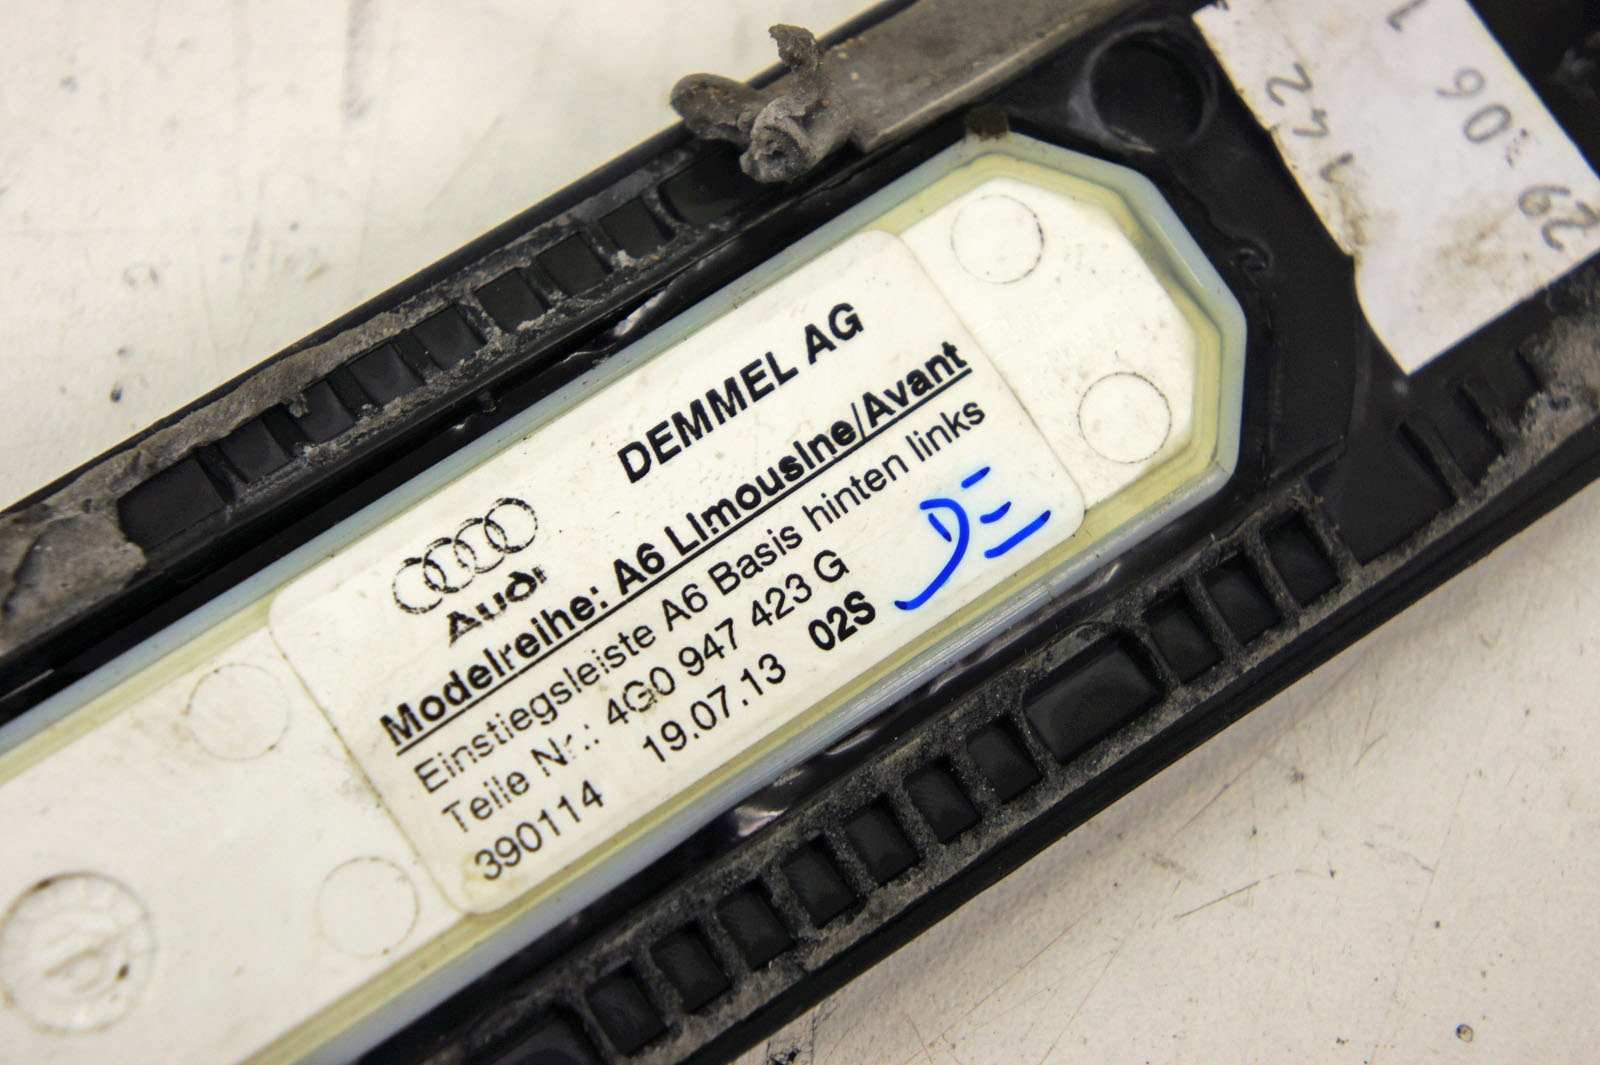 DEMMEL AG
Audi
Modelreihe: A6 Limousine/Avant
Einstiegsleiste A6 Basis hinten links
Teile Nr.: 4G0 947 423 G
390114 19.07.13 02S
DE